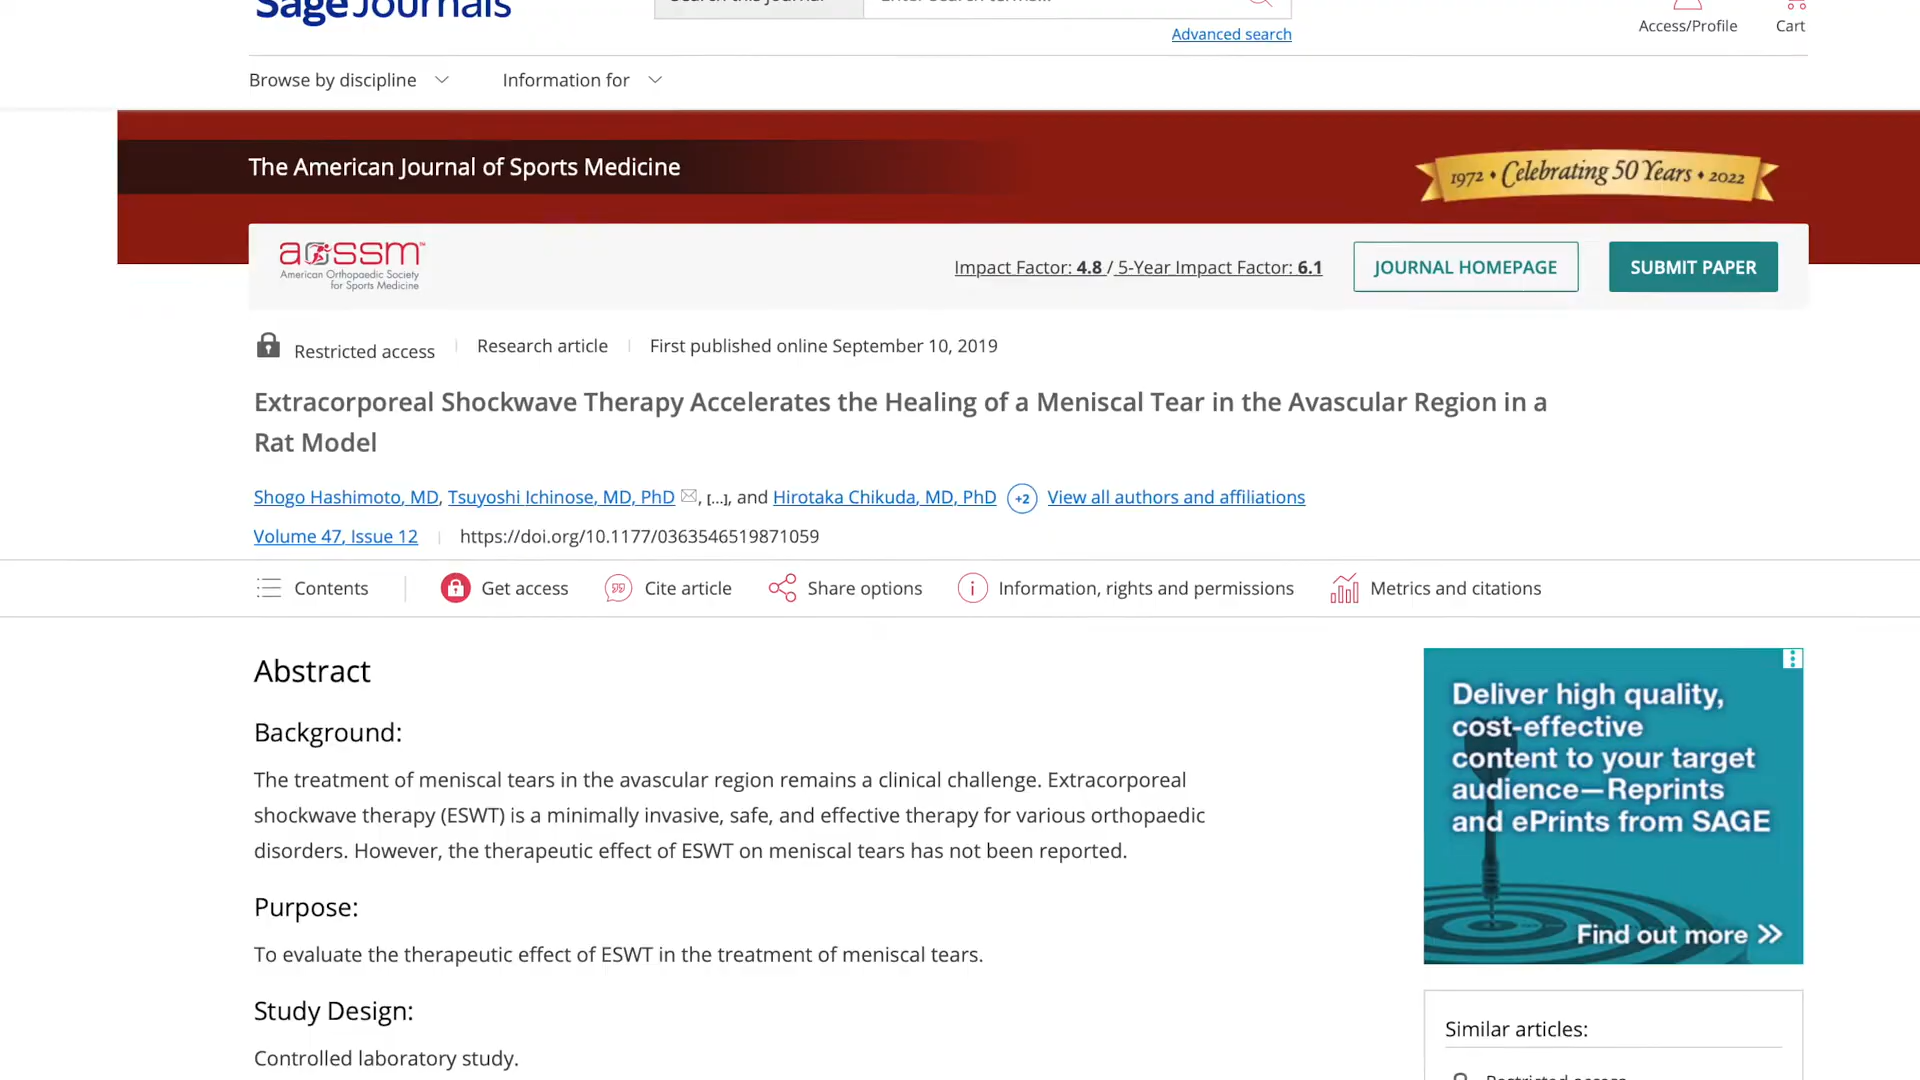 Sage Journals
Advanced search
Access/Profile
Cart
Browse by discipline
Information for
The American Journal of Sports Medicine
1972 • Celebrating 50 Years • 2022
aossm™
American Orthopaedic Society
for Sports Medicine
Impact Factor: 4.8 / 5-Year Impact Factor: 6.1
JOURNAL HOMEPAGE
SUBMIT PAPER
Restricted access
Research article
First published online September 10, 2019
Extracorporeal Shockwave Therapy Accelerates the Healing of a Meniscal Tear in the Avascular Region in a
Rat Model
Shogo Hashimoto, MD, Tsuyoshi Ichinose, MD, PhD, [...], and Hirotaka Chikuda, MD, PhD +2 View all authors and affiliations
Volume 47, Issue 12
https://doi.org/10.1177/0363546519871059
Contents
Get access
Cite article
Share options
Information, rights and permissions
Metrics and citations
Abstract
Background:
The treatment of meniscal tears in the avascular region remains a clinical challenge. Extracorporeal
shockwave therapy (ESWT) is a minimally invasive, safe, and effective therapy for various orthopaedic
disorders. However, the therapeutic effect of ESWT on meniscal tears has not been reported.
Purpose:
To evaluate the therapeutic effect of ESWT in the treatment of meniscal tears.
Study Design:
Controlled laboratory study.
Deliver high quality,
cost-effective
content to your target
audience—Reprints
and ePrints from SAGE
Find out more
Similar articles: